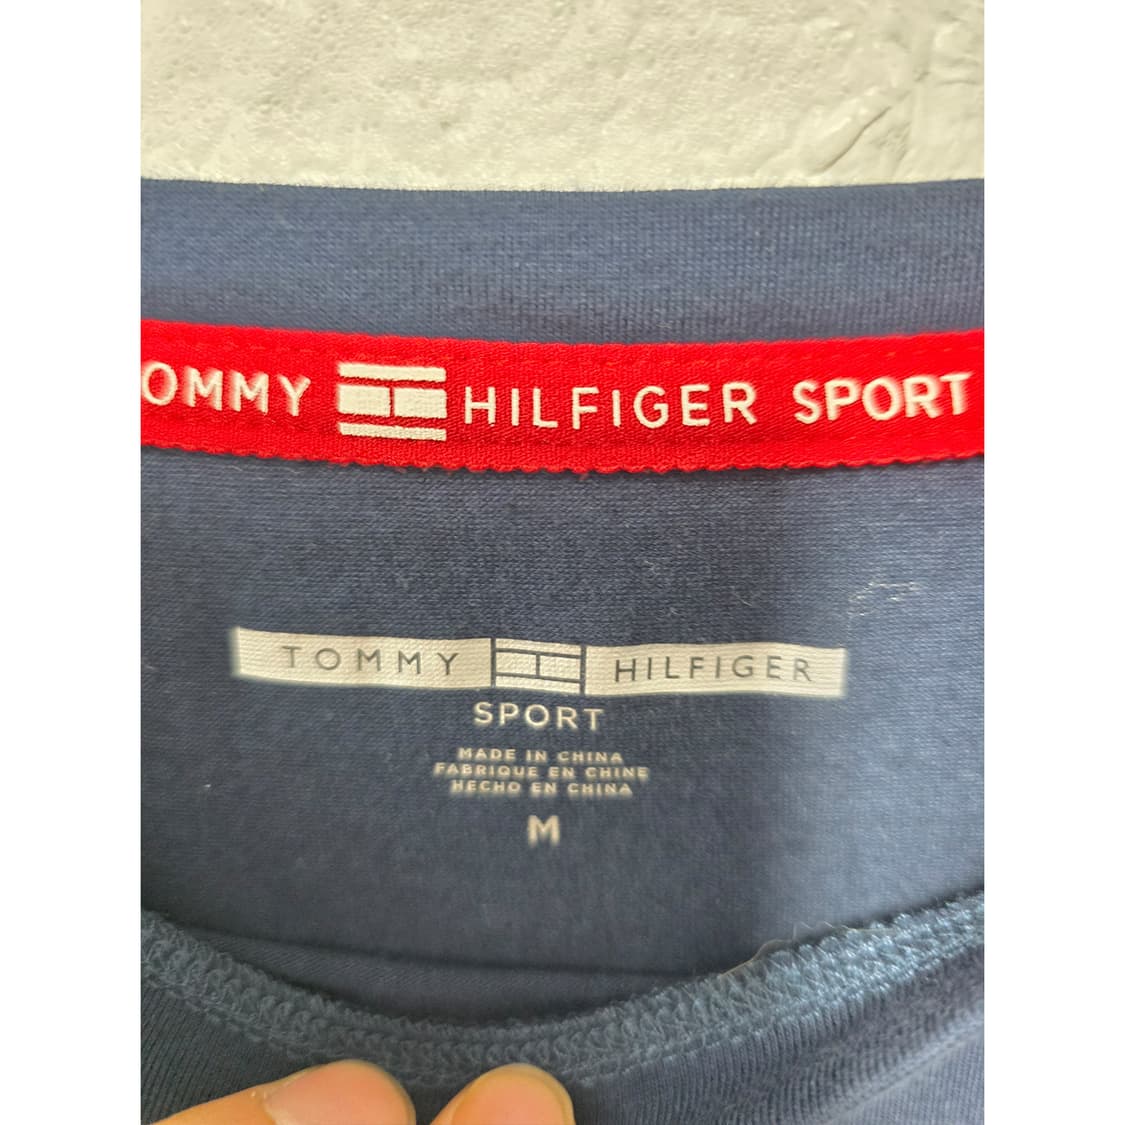 OMMY HILFIGER SPORT
TOMMY HILFIGER
SPORT
MADE IN CHINA
FABRIQUE EN CHINE
HECHO EN CHINA
M